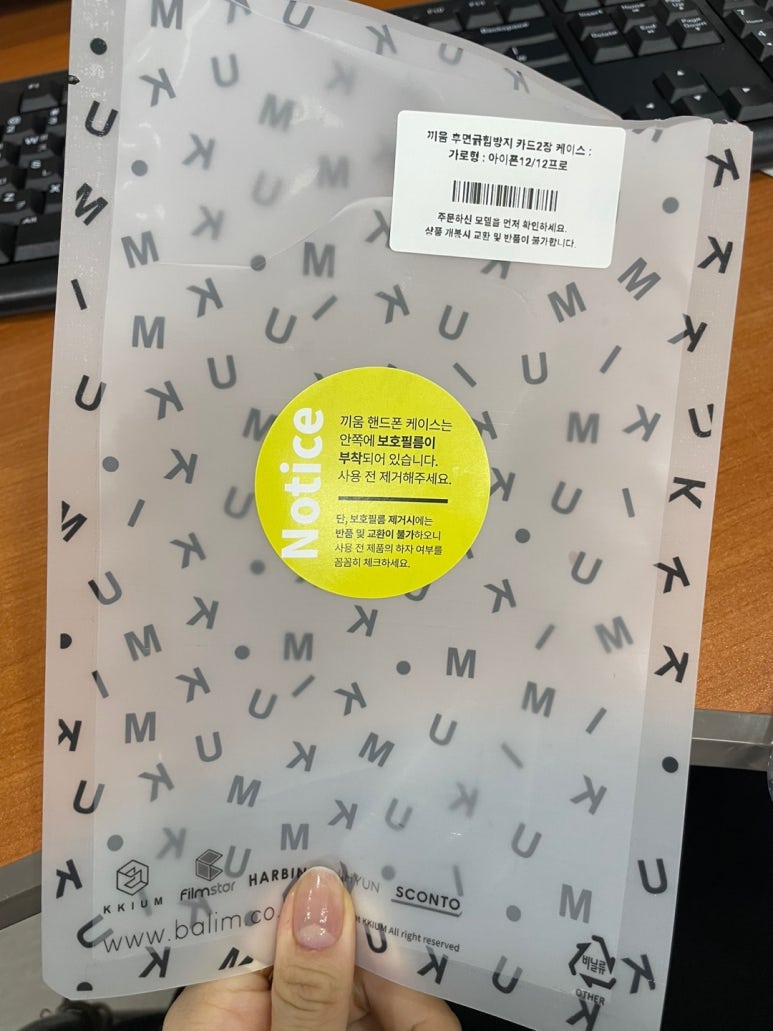 끼움 후면긁힘방지 카드2장 케이스 :
가로형 : 아이폰12/12프로
주문하신 모델을 먼저 확인하세요.
상품 개봉시 교환 및 반품이 불가합니다.
Notice
끼움 핸드폰 케이스는
안쪽에 보호필름이
부착되어 있습니다.
사용 전 제거해주세요.
단, 보호필름 제거시에는
반품 및 교환이 불가하오니
사용 전 제품의 하자 여부를
꼼꼼히 체크하세요.
KKIUM
filmstar
HARBIN
HYUN
SCONTO
www.balim.co.
KKIUM All right reserved
비닐류
OTHER